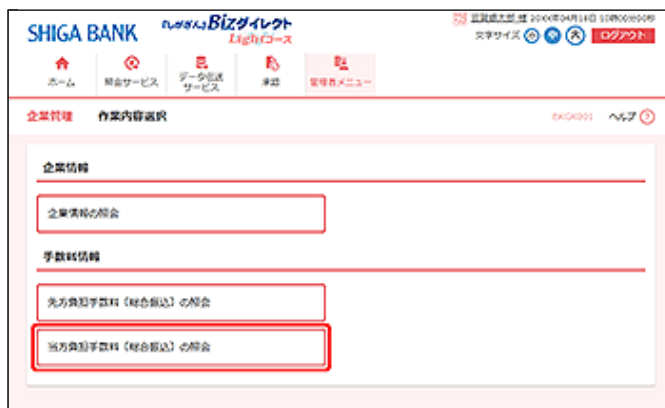 SHIGA BANK
しがぎんBizダイレクト
Lightコース
文字サイズ 小 中 大 ログアウト
ホーム
照会サービス
データ伝送
サービス
承認
管理者メニュー
企業管理 作業内容選択
BKGK001 ヘルプ ?
企業情報
企業情報の照会
手数料情報
先方負担手数料（総合振込）の照会
当方負担手数料（総合振込）の照会